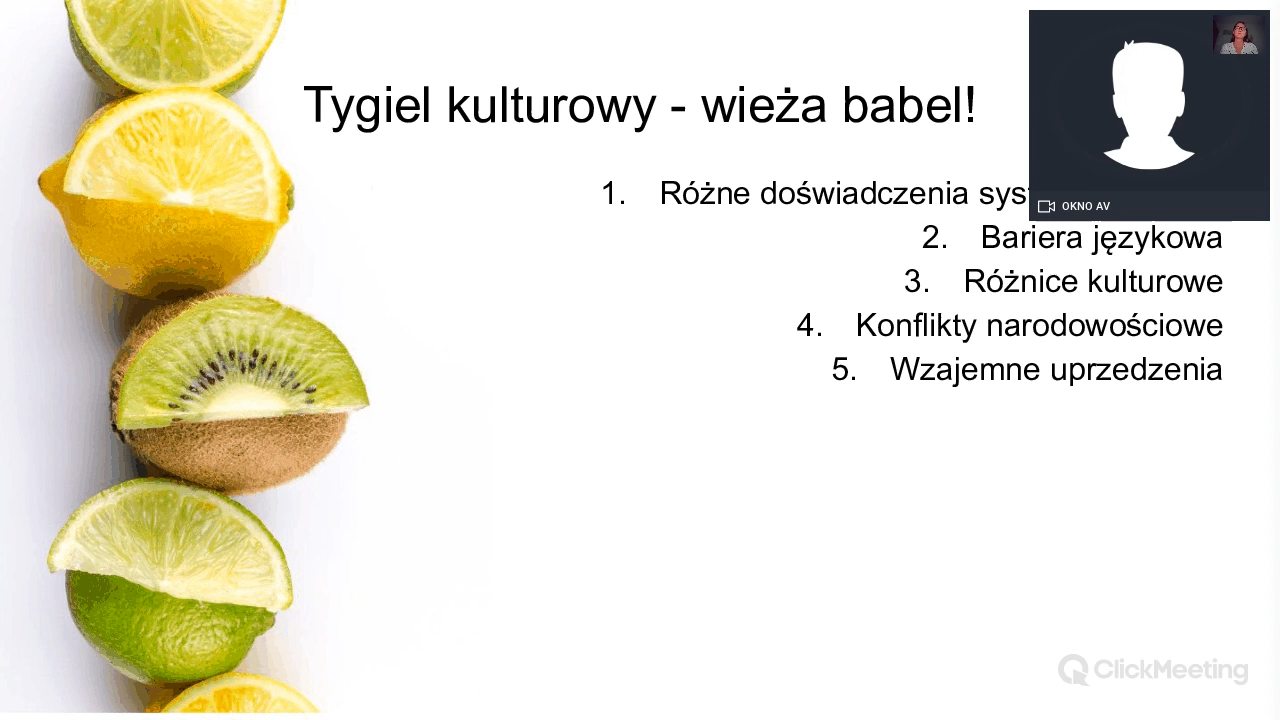 Tygiel kulturowy - wieża babel!
1. Różne doświadczenia
2. Bariera językowa
3. Różnice kulturowe
4. Konflikty narodowościowe
5. Wzajemne uprzedzenia
OKNO AV
ClickMeeting